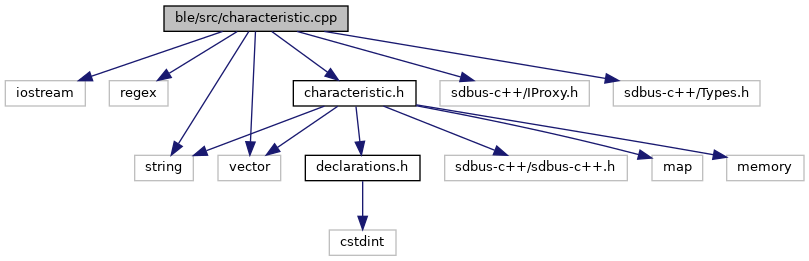 ble/src/characteristic.cpp
iostream
regex
characteristic.h
sdbus-c++/IProxy.h
sdbus-c++/Types.h
string
vector
declarations.h
sdbus-c++/sdbus-c++.h
map
memory
cstdint